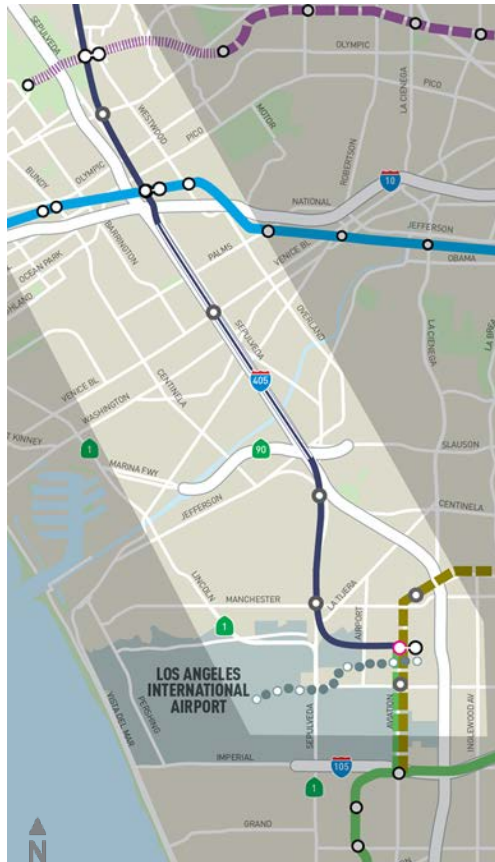 SEPULVEDA
OLYMPIC
PICO
LA CIENEGA
WESTWOOD
MOTOR
PICO
ROBERTSON
OLYMPIC
BUNDY
10
NATIONAL
JEFFERSON
BARRINGTON
PALMS
VENICE BL
OBAMA
OCEAN PARK
SEPULVEDA
OVERLAND
LA CIENEGA
CENTINELA
405
VENICE BL
WASHINGTON
1
90
SLAUSON
MARINA FWY
JEFFERSON
CENTINELA
LINCOLN
MANCHESTER
LA TIJERA
AIRPORT
1
LOS ANGELES
INTERNATIONAL
AIRPORT
VISTA DEL MAR
PERSHING
SEPULVEDA
AVIATION
INGLEWOOD AV
IMPERIAL
105
1
GRAND
N